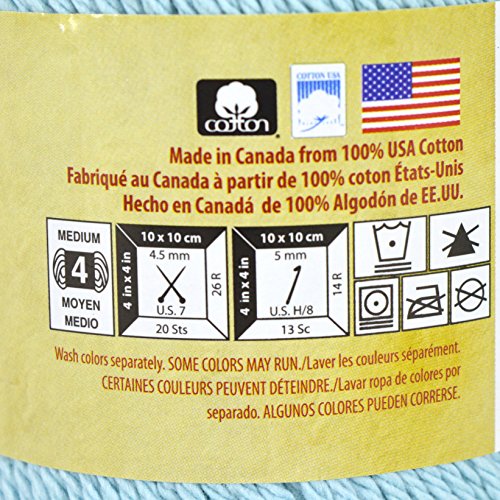 cotton
COTTON USA
Made in Canada from 100% USA Cotton
Fabriqué au Canada à partir de 100% coton États-Unis
Hecho en Canadá de 100% Algodón de EE.UU.
MEDIUM
4
MOYEN
MEDIO
10 x 10 cm
4 in x 4 in
4.5 mm
26 R
U.S. 7
20 Sts
10 x 10 cm
4 in x 4 in
5 mm
14 R
U.S. H/8
13 Sc
Wash colors separately. SOME COLORS MAY RUN./Laver les couleurs séparément.
CERTAINES COULEURS PEUVENT DÉTEINDRE./Lavar ropa de colores por
separado. ALGUNOS COLORES PUEDEN CORRERSE.